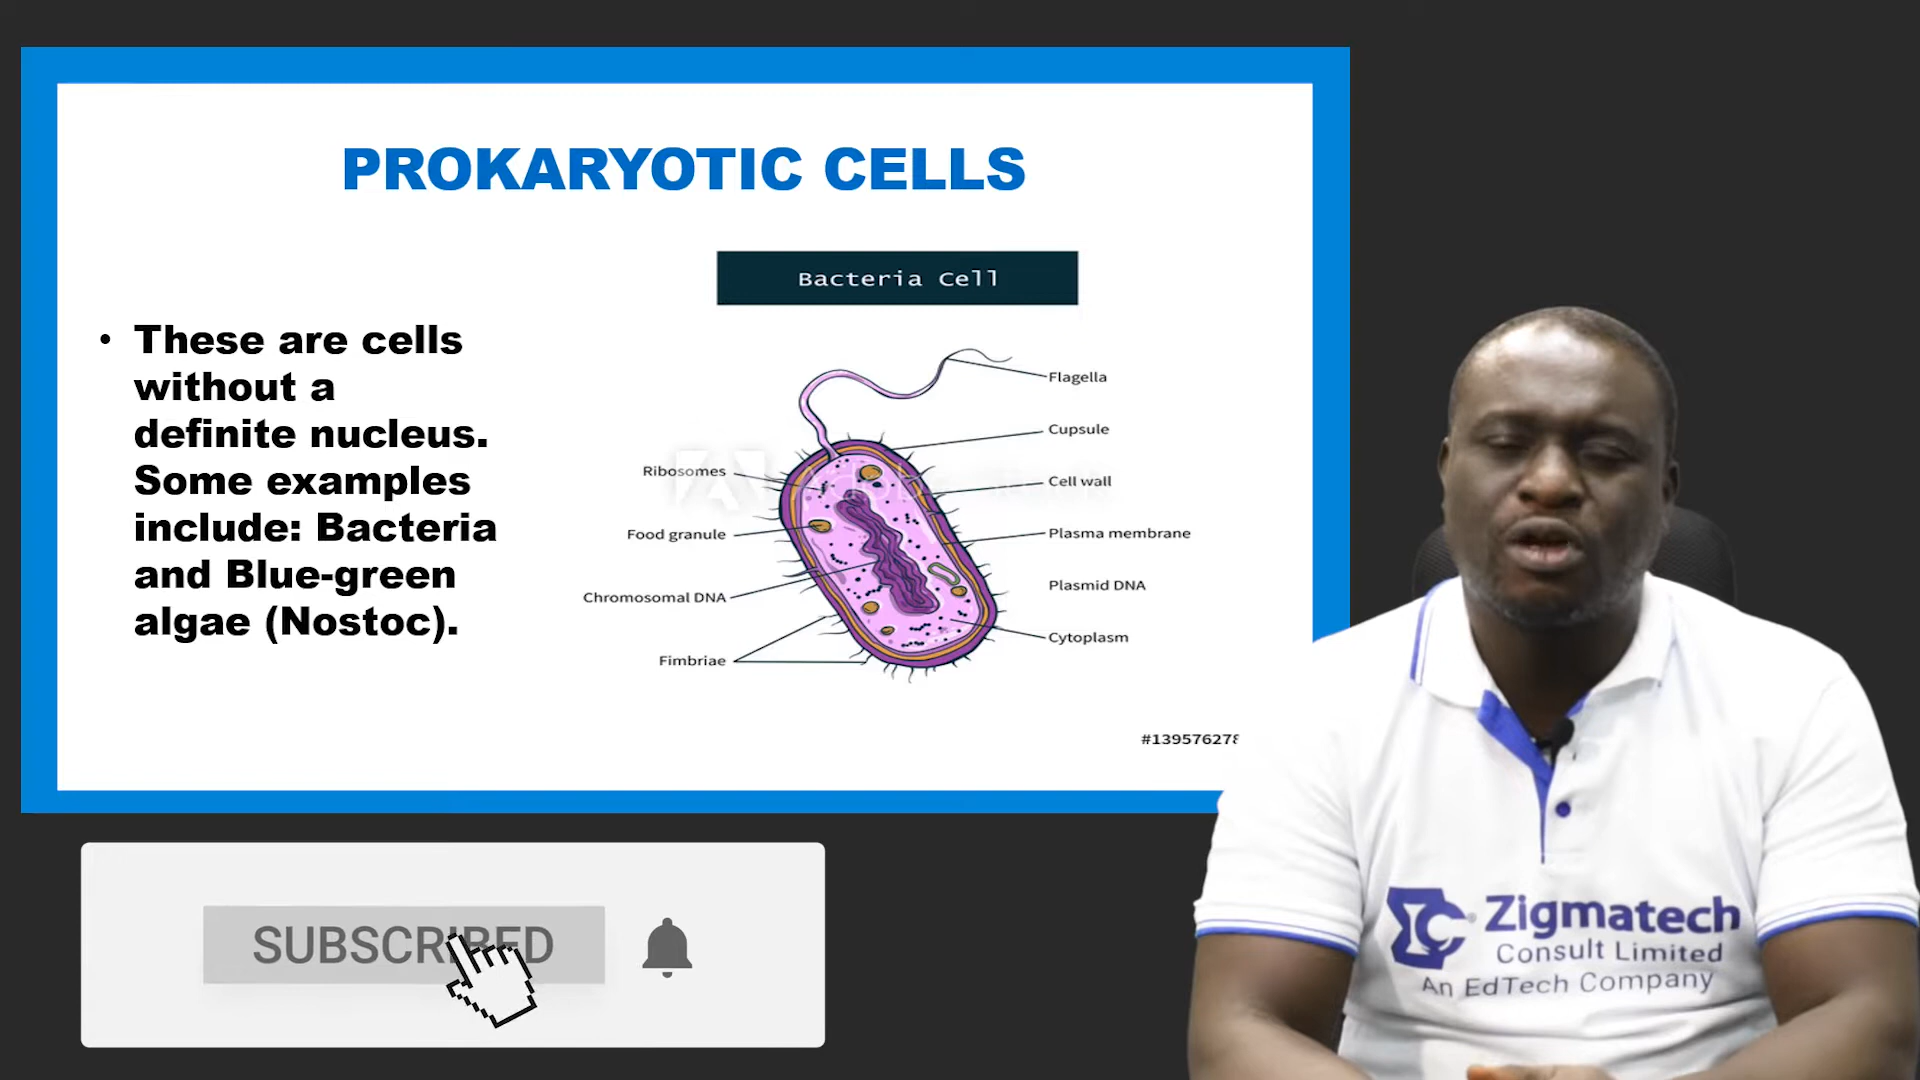 PROKARYOTIC CELLS
Bacteria Cell
• These are cells
without a
definite nucleus.
Some examples
include: Bacteria
and Blue-green
algae (Nostoc).
Flagella
Cupsule
Ribosomes
Cell wall
Food granule
Plasma membrane
Chromosomal DNA
Plasmid DNA
Cytoplasm
Fimbriae
#139576278
SUBSCRIBED
Zigmatech
Consult Limited
An EdTech Company